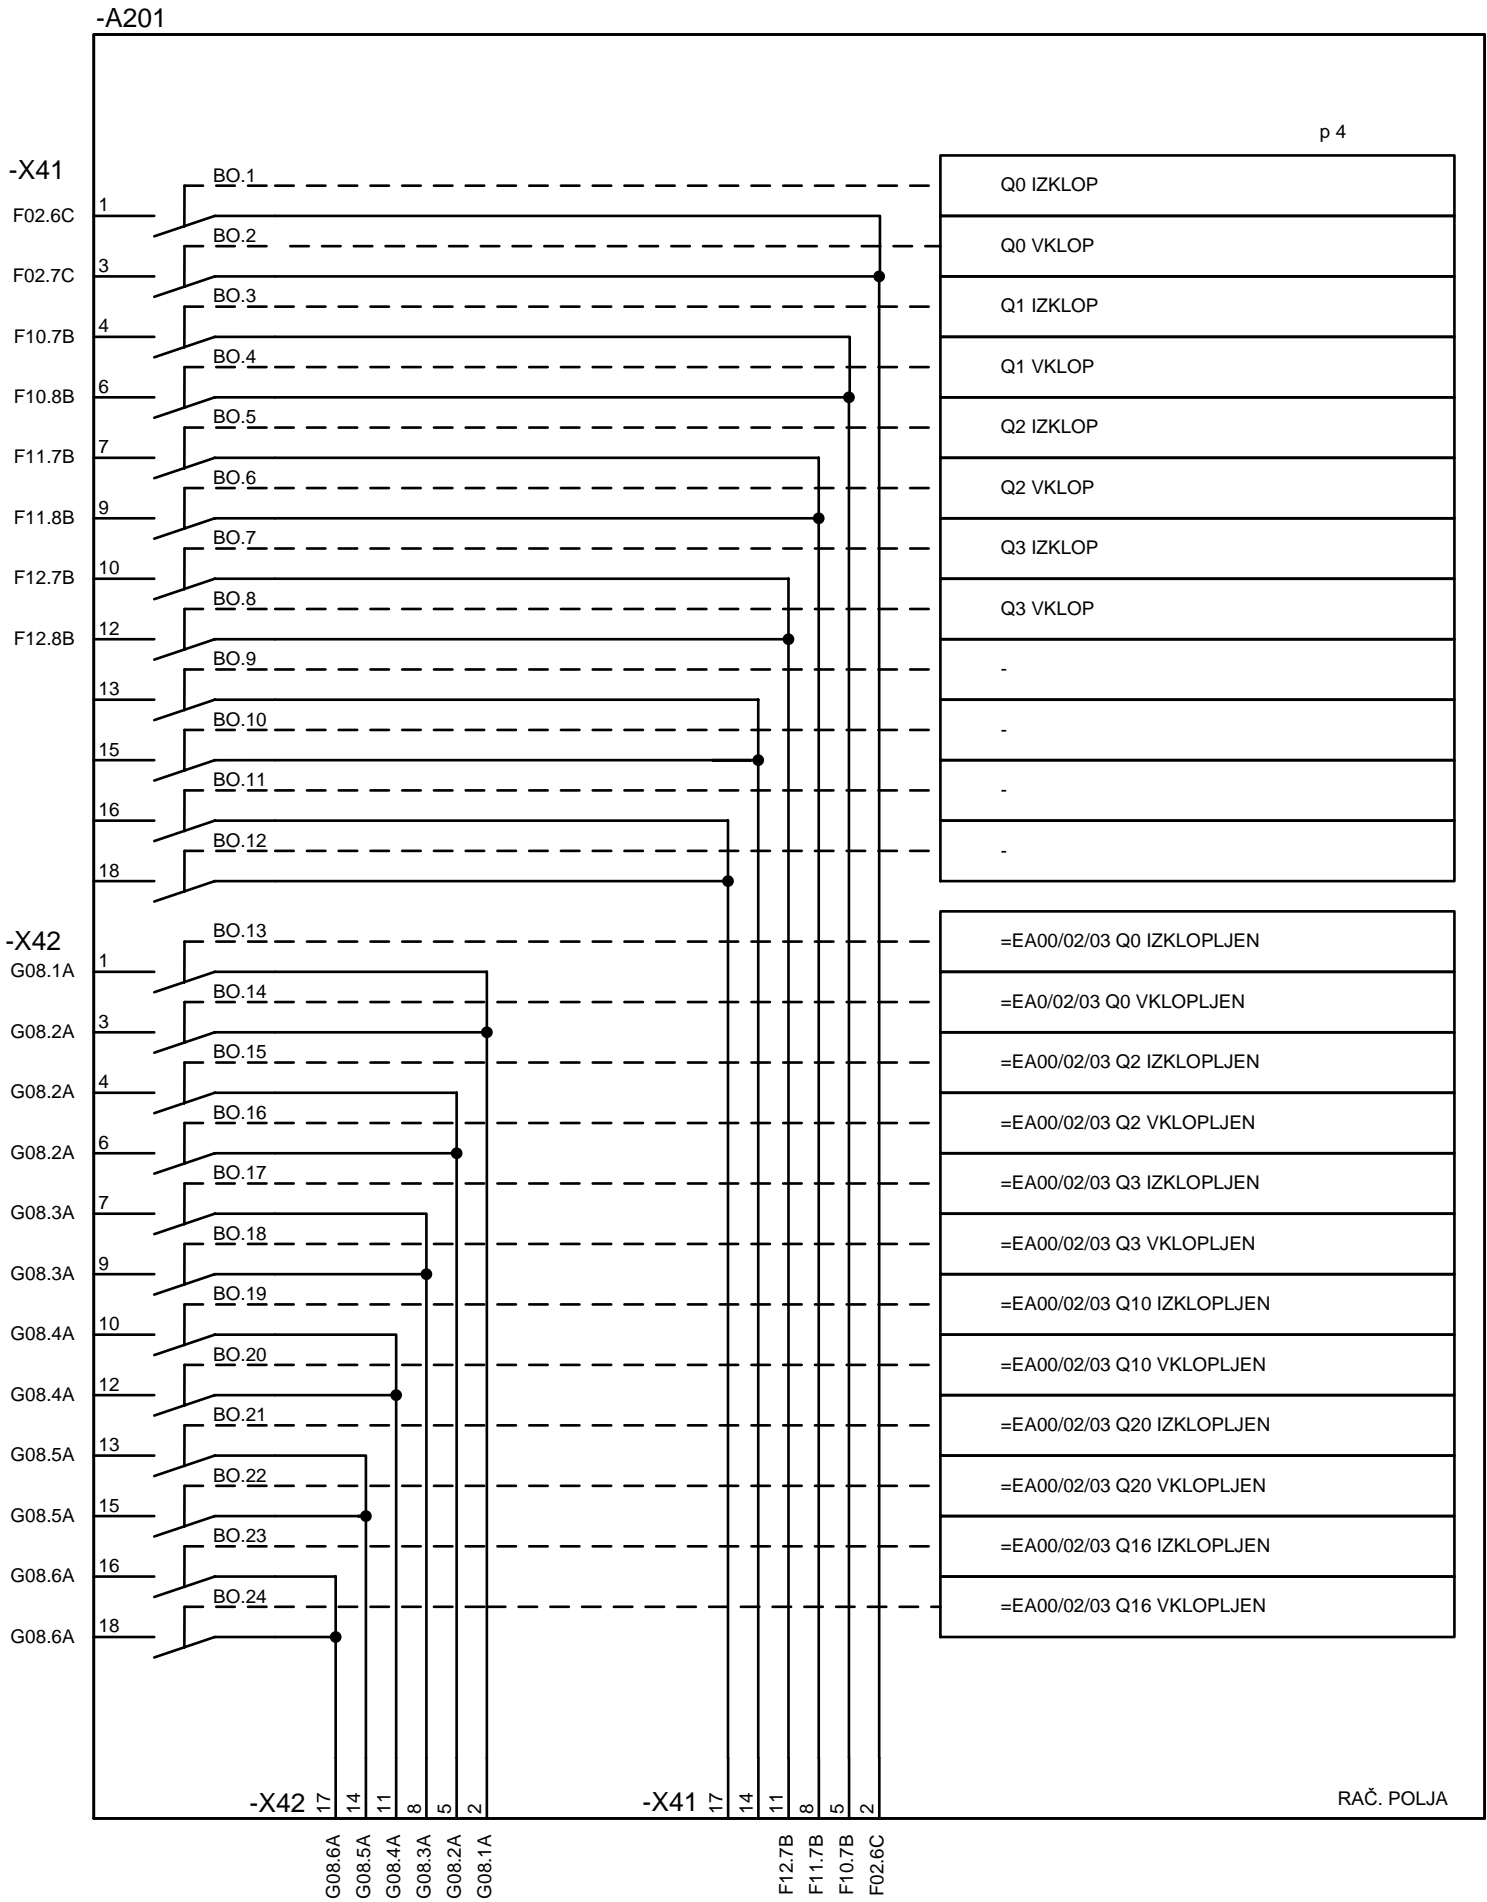 -A201
p 4
-X41
BO.1
Q0 IZKLOP
F02.6C 1
BO.2
Q0 VKLOP
F02.7C 3
BO.3
Q1 IZKLOP
F10.7B 4
BO.4
Q1 VKLOP
F10.8B 6
BO.5
Q2 IZKLOP
F11.7B 7
BO.6
Q2 VKLOP
F11.8B 9
BO.7
Q3 IZKLOP
F12.7B 10
BO.8
Q3 VKLOP
F12.8B 12
BO.9
-
13
BO.10
-
15
BO.11
-
16
BO.12
-
18
-X42
BO.13
=EA00/02/03 Q0 IZKLOPLJEN
G08.1A 1
BO.14
=EA0/02/03 Q0 VKLOPLJEN
G08.2A 3
BO.15
=EA00/02/03 Q2 IZKLOPLJEN
G08.2A 4
BO.16
=EA00/02/03 Q2 VKLOPLJEN
G08.2A 6
BO.17
=EA00/02/03 Q3 IZKLOPLJEN
G08.3A 7
BO.18
=EA00/02/03 Q3 VKLOPLJEN
G08.3A 9
BO.19
=EA00/02/03 Q10 IZKLOPLJEN
G08.4A 10
BO.20
=EA00/02/03 Q10 VKLOPLJEN
G08.4A 12
BO.21
=EA00/02/03 Q20 IZKLOPLJEN
G08.5A 13
BO.22
=EA00/02/03 Q20 VKLOPLJEN
G08.5A 15
BO.23
=EA00/02/03 Q16 IZKLOPLJEN
G08.6A 16
BO.24
=EA00/02/03 Q16 VKLOPLJEN
G08.6A 18
-X42 17 14 11 8 5 2
-X41 17 14 11 8 5 2
RAČ. POLJA
G08.6A G08.5A G08.4A G08.3A G08.2A G08.1A
F12.7B F11.7B F10.7B F02.6C